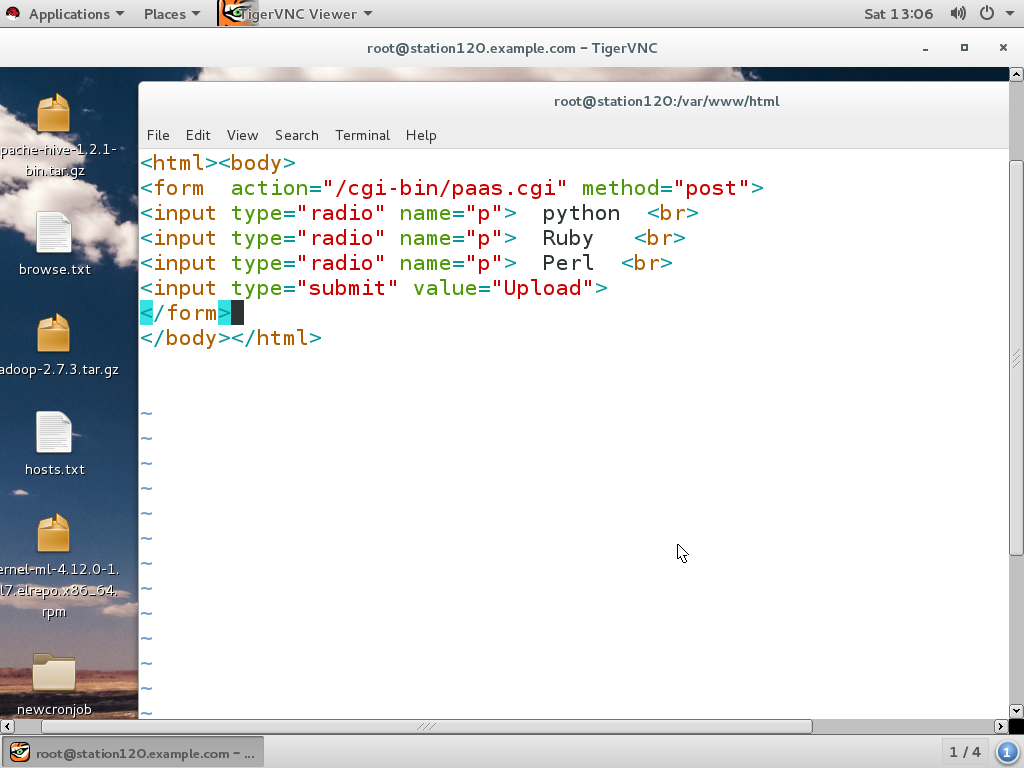 Applications Places TigerVNC Viewer Sat 13:06
root@station120.example.com – TigerVNC
root@station120:/var/www/html
File Edit View Search Terminal Help
<html><body>
<form  action="/cgi-bin/paas.cgi" method="post">
<input type="radio" name="p">  python  <br>
<input type="radio" name="p">  Ruby   <br>
<input type="radio" name="p">  Perl  <br>
<input type="submit" value="Upload">
</form>
</body></html>
~
~
~
~
~
~
~
~
~
~
~
~
~
pache-hive-1.2.1-
bin.tar.gz
browse.txt
adoop-2.7.3.tar.gz
hosts.txt
ernel-ml-4.12.0-1.
l7.elrepo.x86_64.
rpm
newcronjob
root@station120.example.com – ... 1 / 4 1